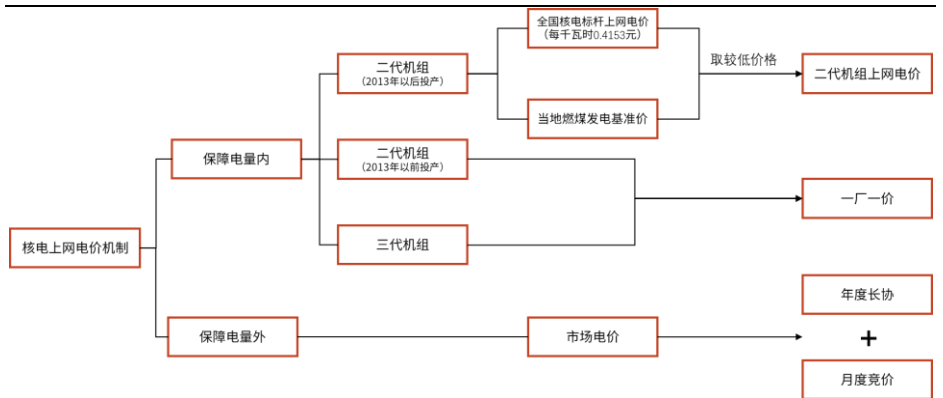 全国核电标杆上网电价
（每千瓦时0.4153元）
二代机组
（2013年以后投产）
取较低价格
二代机组上网电价
当地燃煤发电基准价
保障电量内
二代机组
（2013年以前投产）
一厂一价
核电上网电价机制
三代机组
年度长协
保障电量外
市场电价
+
月度竞价